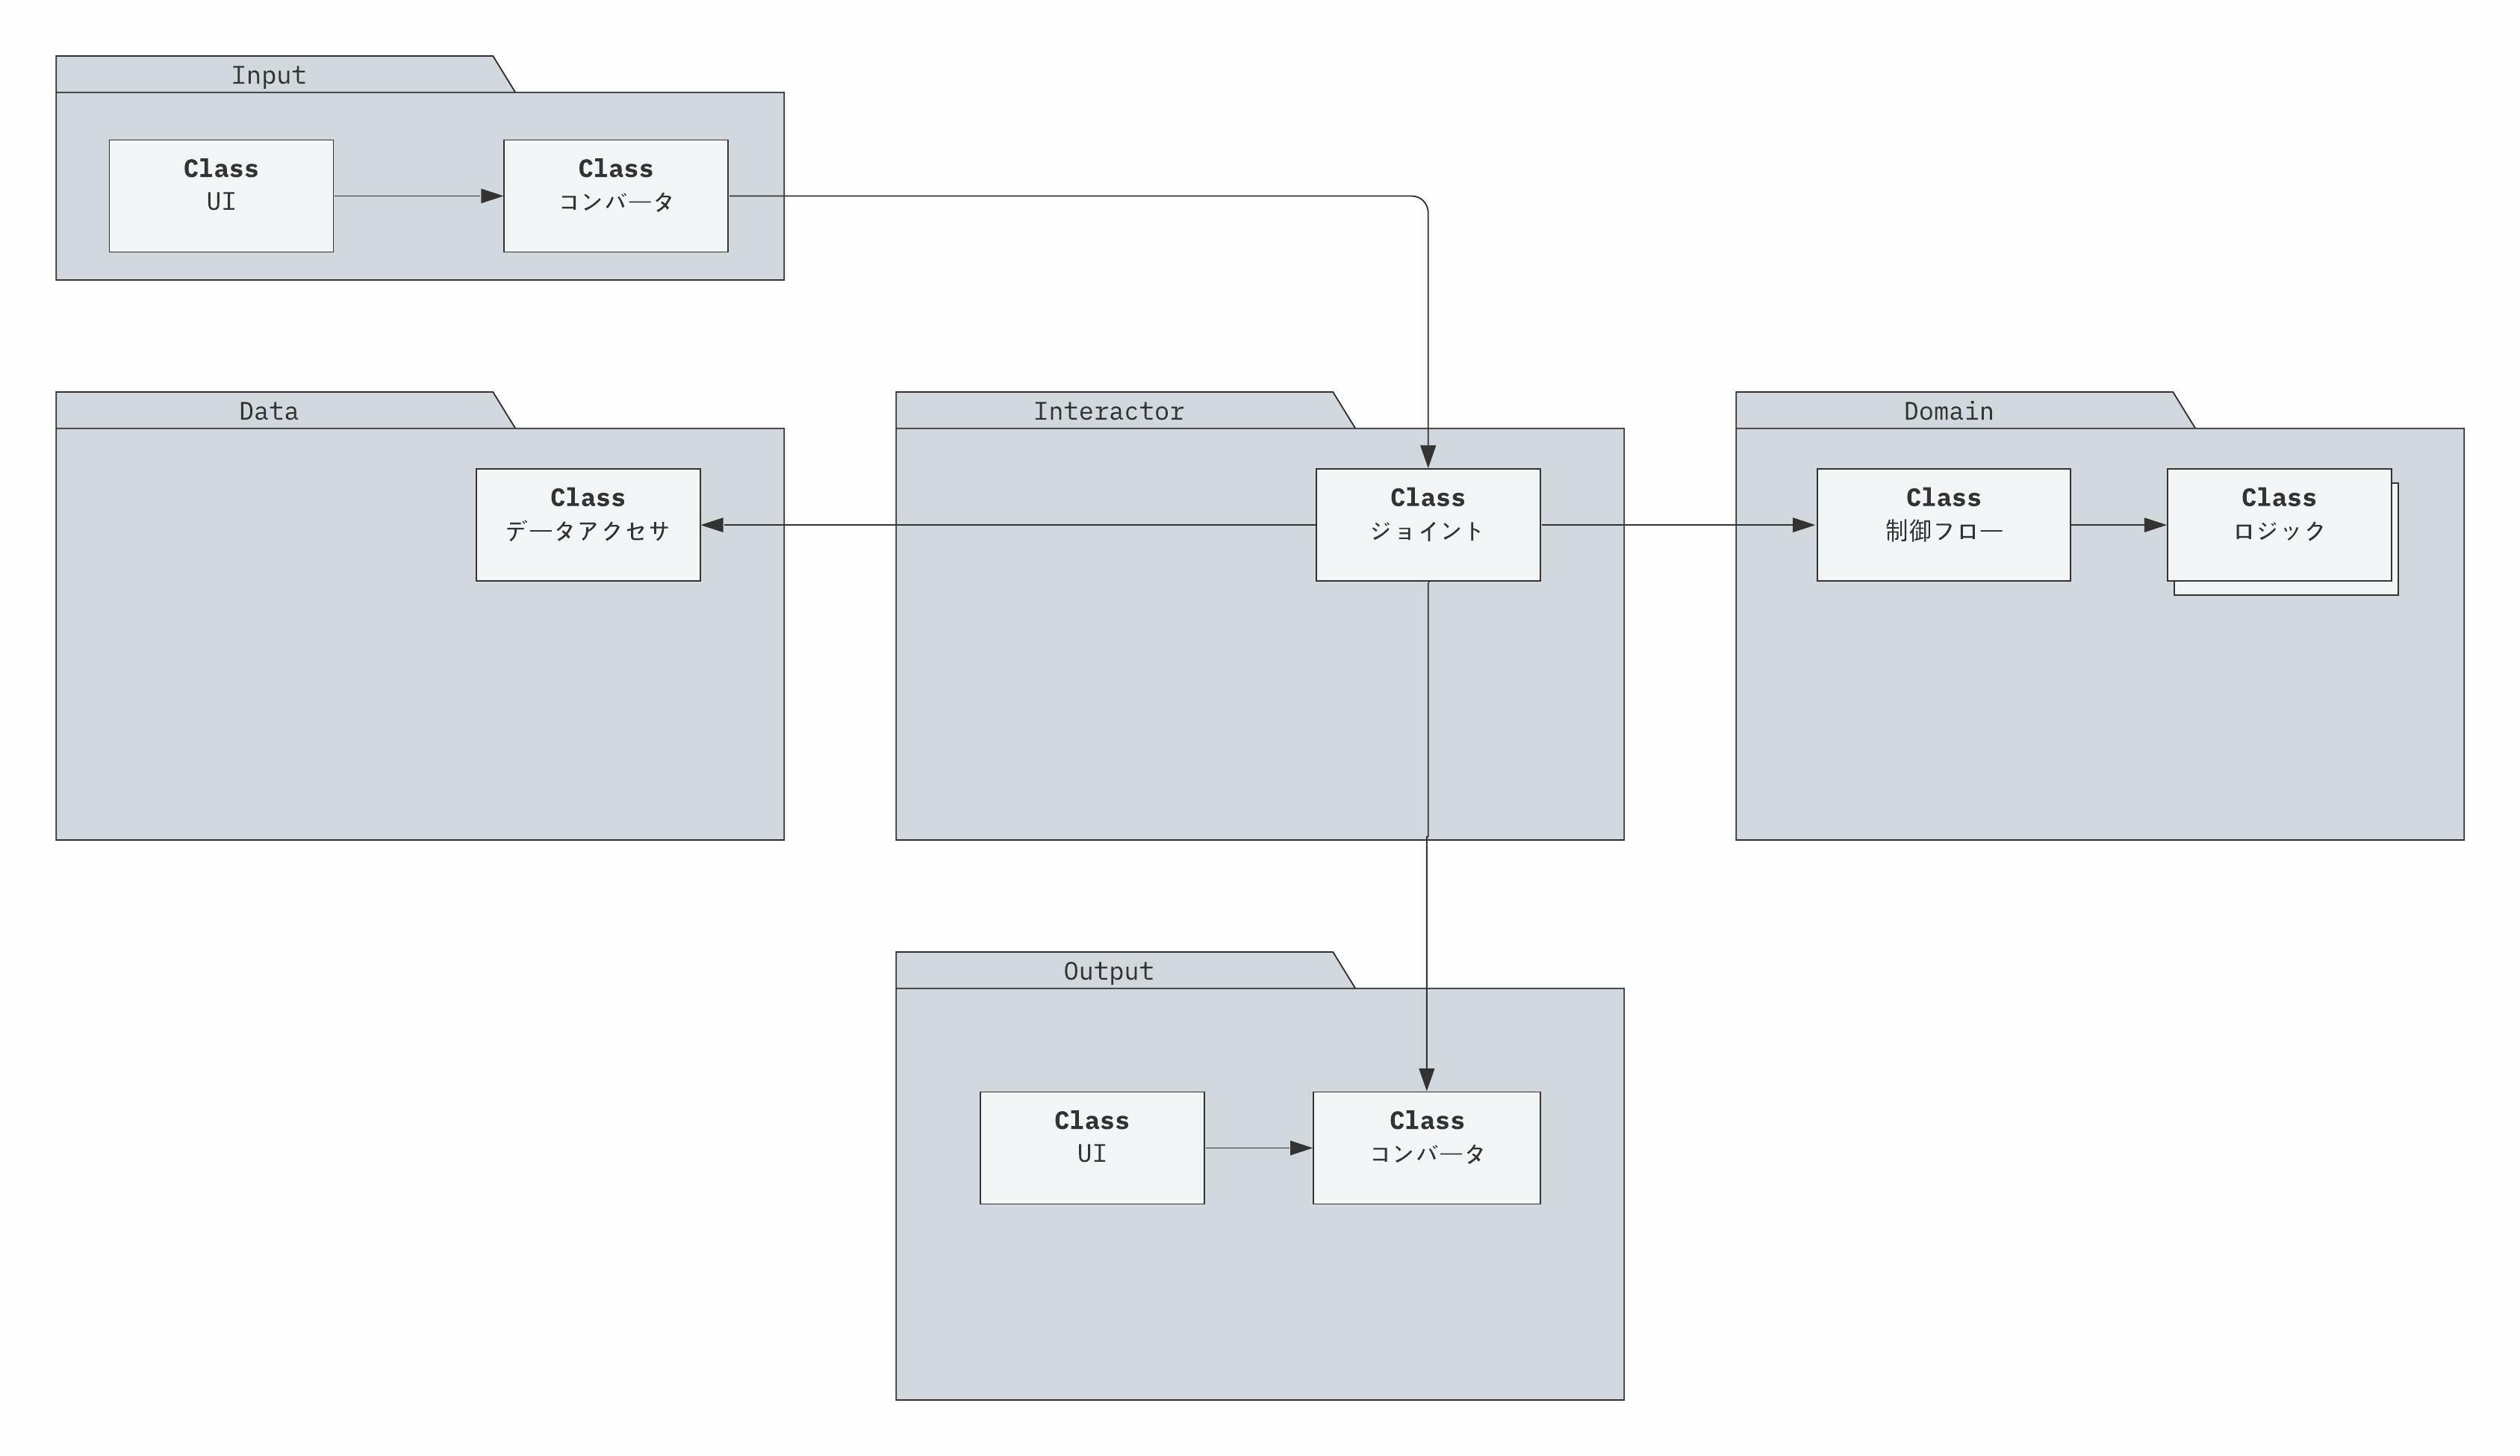 Input
Class
UI
Class
コンバータ
Data
Class
データアクセサ
Interactor
Class
ジョイント
Domain
Class
制御フロー
Class
ロジック
Output
Class
UI
Class
コンバータ